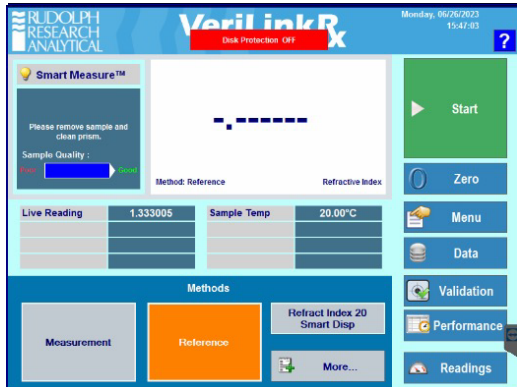 RUDOLPH
RESEARCH
ANALYTICAL
VeriLinkRx
Disk Protection OFF
Monday, 06/26/2023
15:47:03
?
Smart Measure™
Please remove sample and
clean prism.
Sample Quality :
Poor
Good
-.------
Method: Reference
Refractive Index
Live Reading
1.333005
Sample Temp
20.00°C
Methods
Measurement
Reference
Refract Index 20
Smart Disp
More...
Start
Zero
Menu
Data
Validation
Performance
Readings